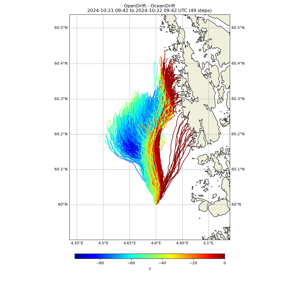 OpenDrift - OceanDrift
2024-10-21 09:42 to 2024-10-22 09:42 UTC (49 steps)
60.5°N 60.5°N
60.4°N 60.4°N
60.3°N 60.3°N
60.2°N 60.2°N
60.1°N 60.1°N
60°N 60°N
4.35°E 4.5°E 4.65°E 4.8°E 4.95°E 5.1°E
−80 −60 −40 −20 0
z